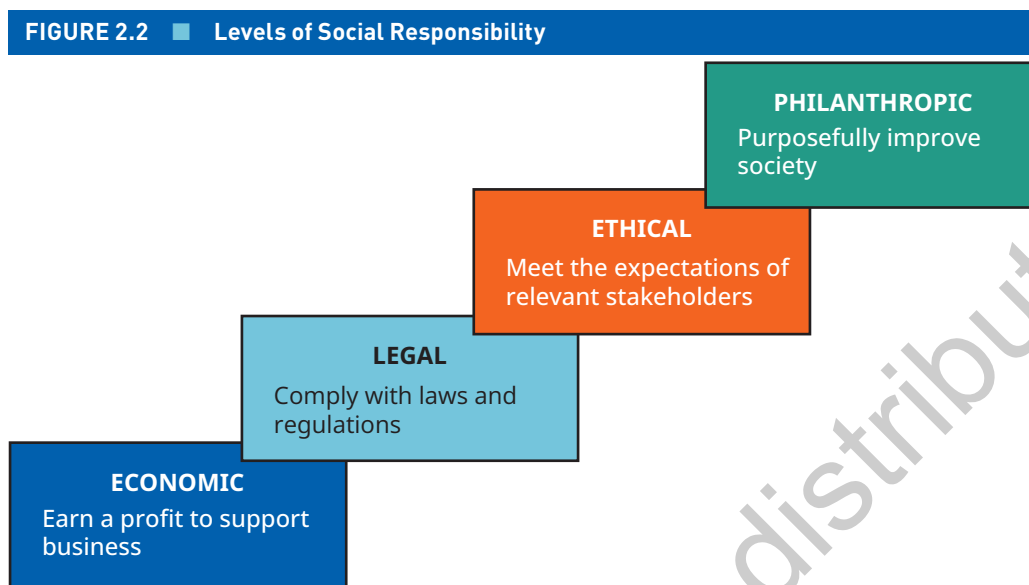 FIGURE 2.2 ■ Levels of Social Responsibility
PHILANTHROPIC
Purposefully improve
society
ETHICAL
Meet the expectations of
relevant stakeholders
LEGAL
Comply with laws and
regulations
ECONOMIC
Earn a profit to support
business
distribut